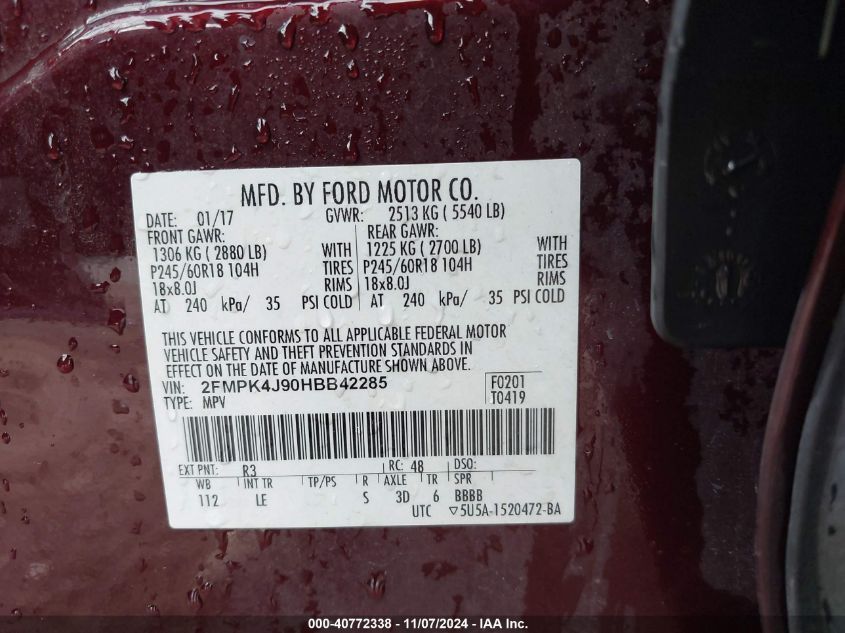 MFD. BY FORD MOTOR CO.
DATE: 01/17 GVWR: 2513 KG ( 5540 LB)
FRONT GAWR: REAR GAWR:
1306 KG ( 2880 LB) WITH 1225 KG ( 2700 LB) WITH
P245/60R18 104H TIRES P245/60R18 104H TIRES
18x8.0J RIMS 18x8.0J RIMS
AT 240 kPa/ 35 PSI COLD AT 240 kPa/ 35 PSI COLD
THIS VEHICLE CONFORMS TO ALL APPLICABLE FEDERAL MOTOR
VEHICLE SAFETY AND THEFT PREVENTION STANDARDS IN
EFFECT ON THE DATE OF MANUFACTURE SHOWN ABOVE.
VIN: 2FMPK4J90HBB42285 F0201
TYPE: MPV T0419
EXT PNT: R3 RC: 48 DSO:
WB INT TR TP/PS R AXLE TR SPR
112 LE S 3D 6 BBBB
UTC ▽5U5A-1520472-BA
000-40772338 - 11/07/2024 - IAA Inc.